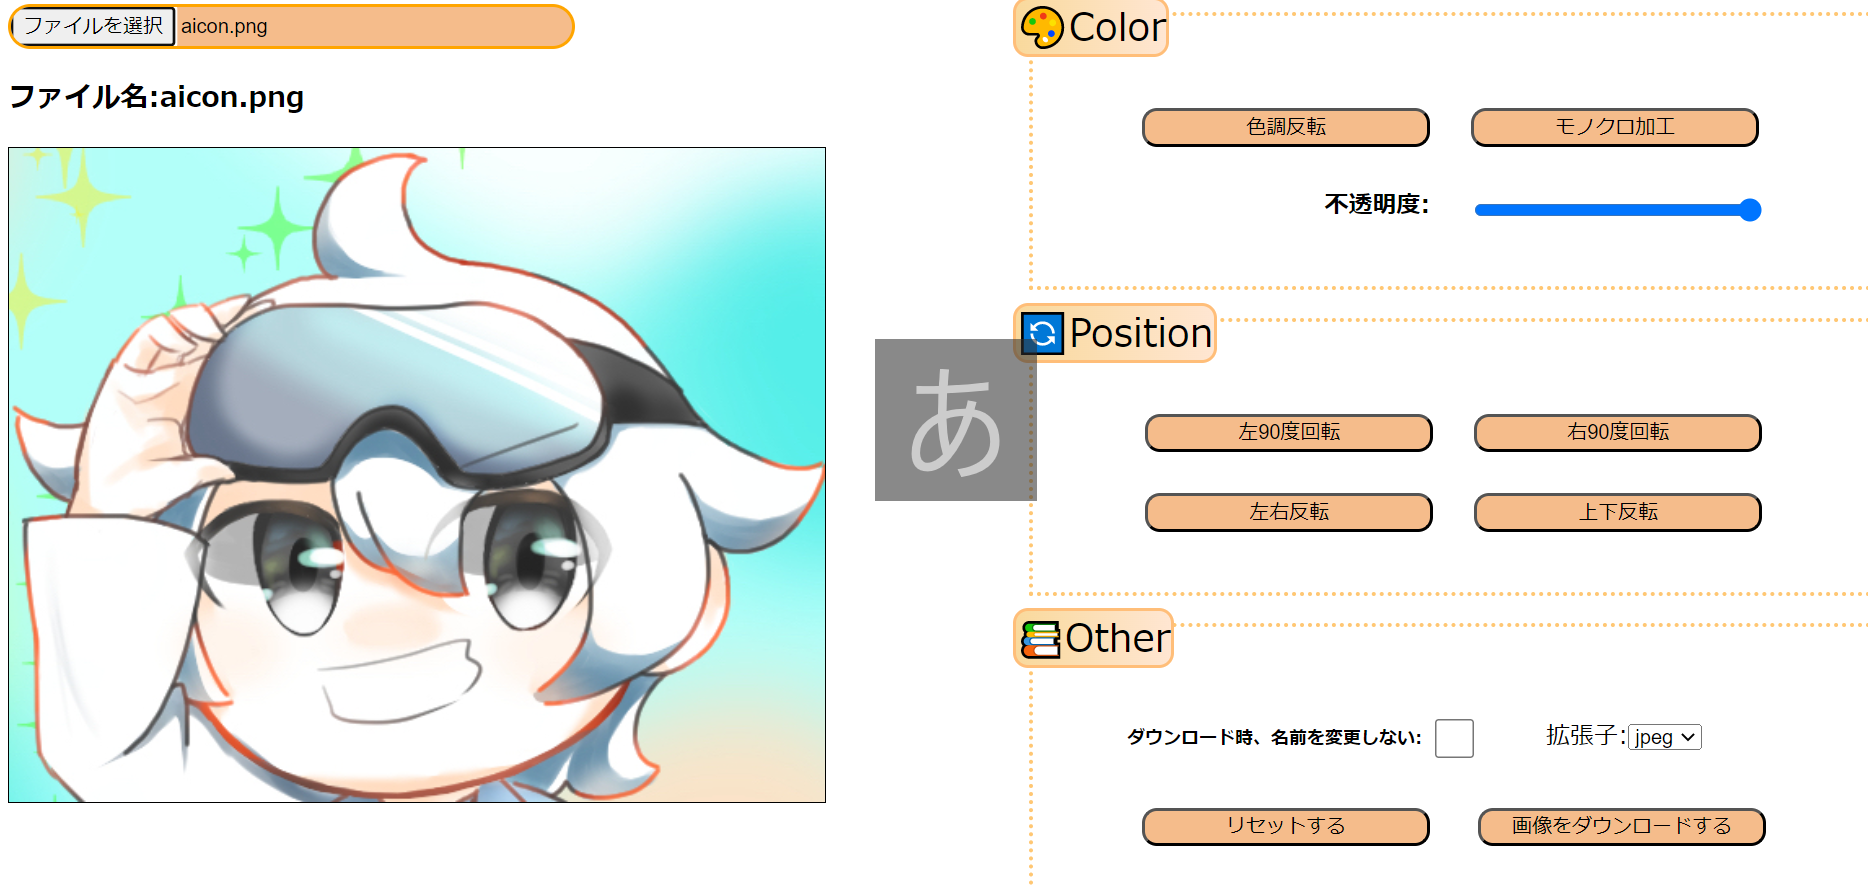 ファイルを選択 aicon.png
ファイル名:aicon.png
Color
色調反転 モノクロ加工
不透明度:
Position
あ
左90度回転 右90度回転
左右反転 上下反転
Other
ダウンロード時、名前を変更しない: 拡張子: jpeg
リセットする 画像をダウンロードする